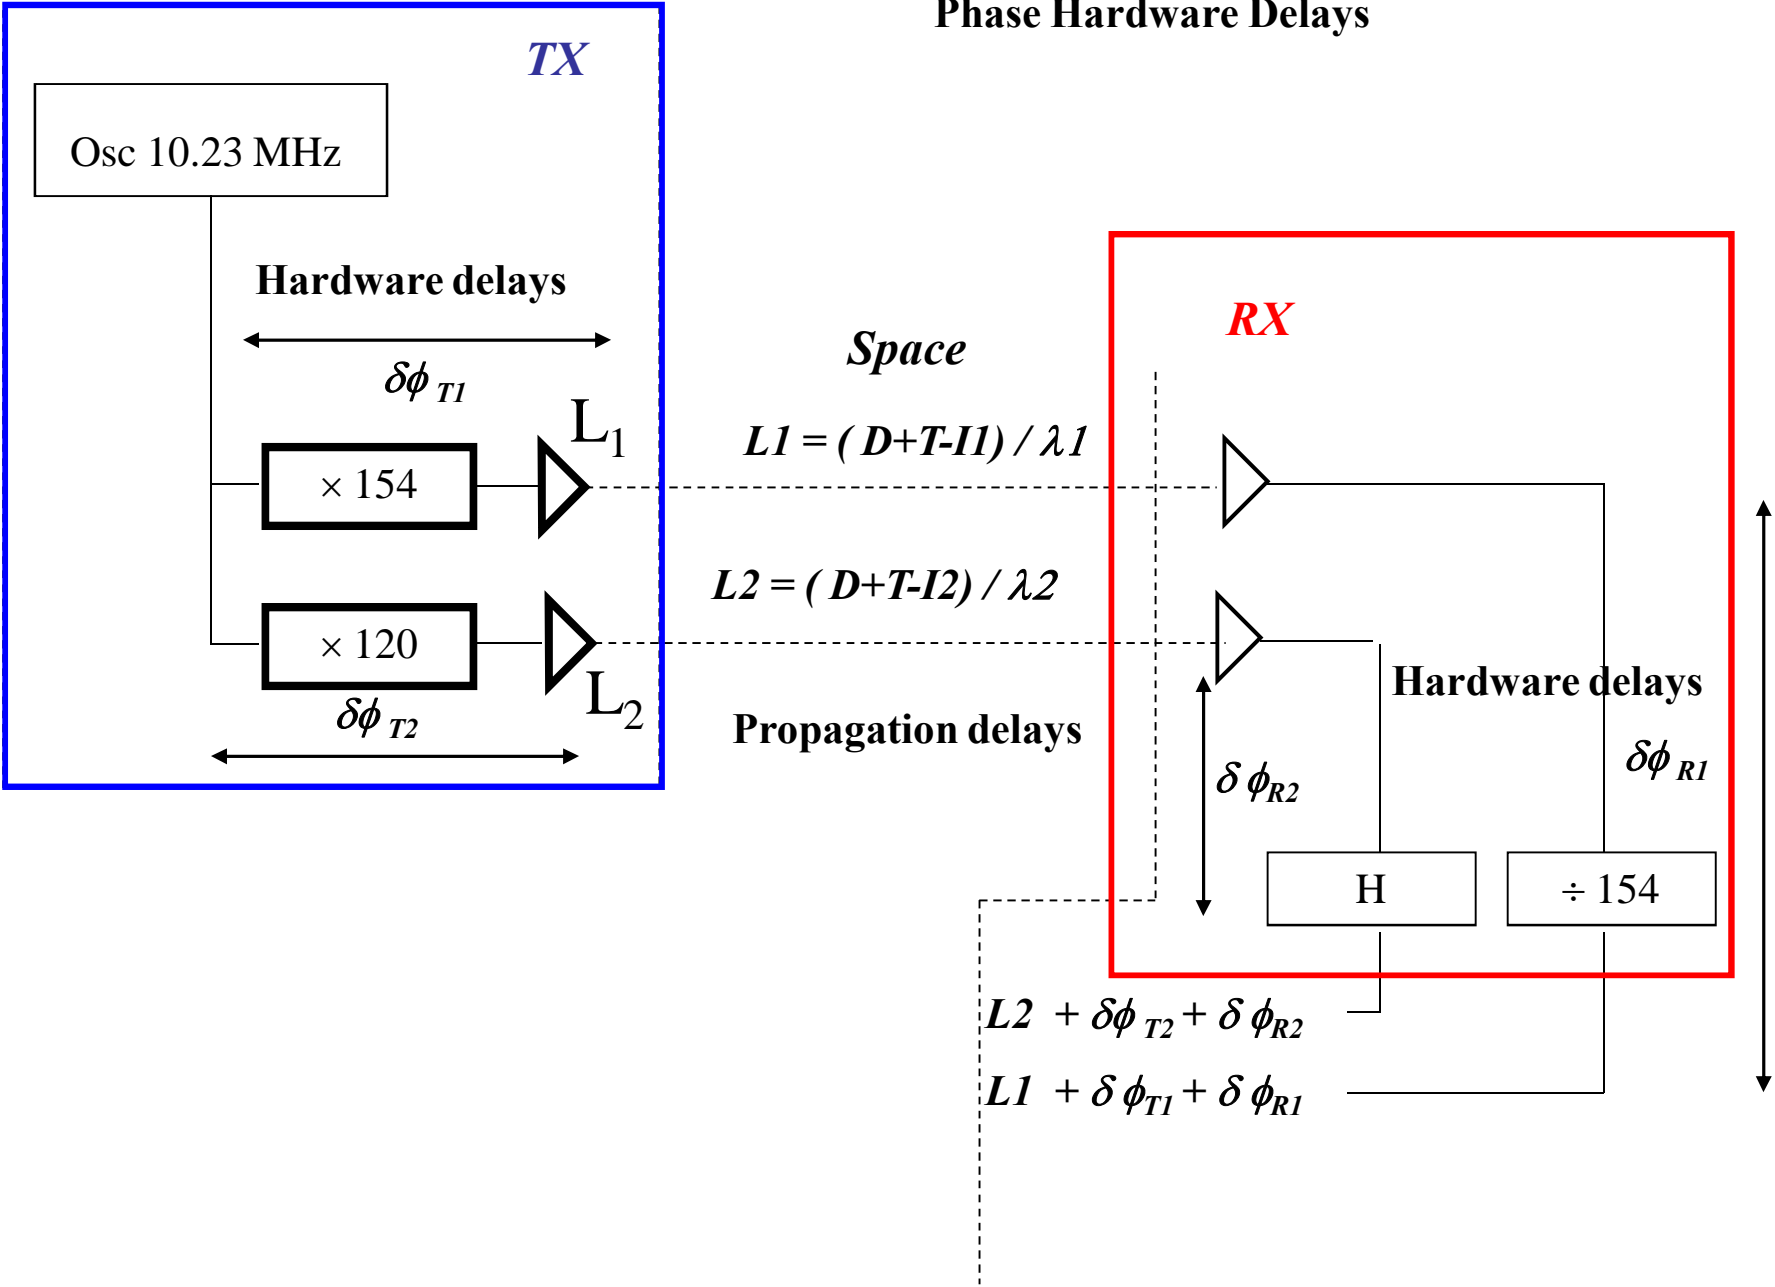 Phase Hardware Delays
TX
Osc 10.23 MHz
Hardware delays
δϕ T1
L1
× 154
× 120
L2
δϕ T2
Space
L1 = ( D+T-I1) / λ1
L2 = ( D+T-I2) / λ2
Propagation delays
RX
Hardware delays
δ ϕR2
δϕ R1
H
÷ 154
L2 + δϕ T2 + δ ϕR2
L1 + δ ϕT1 + δ ϕR1